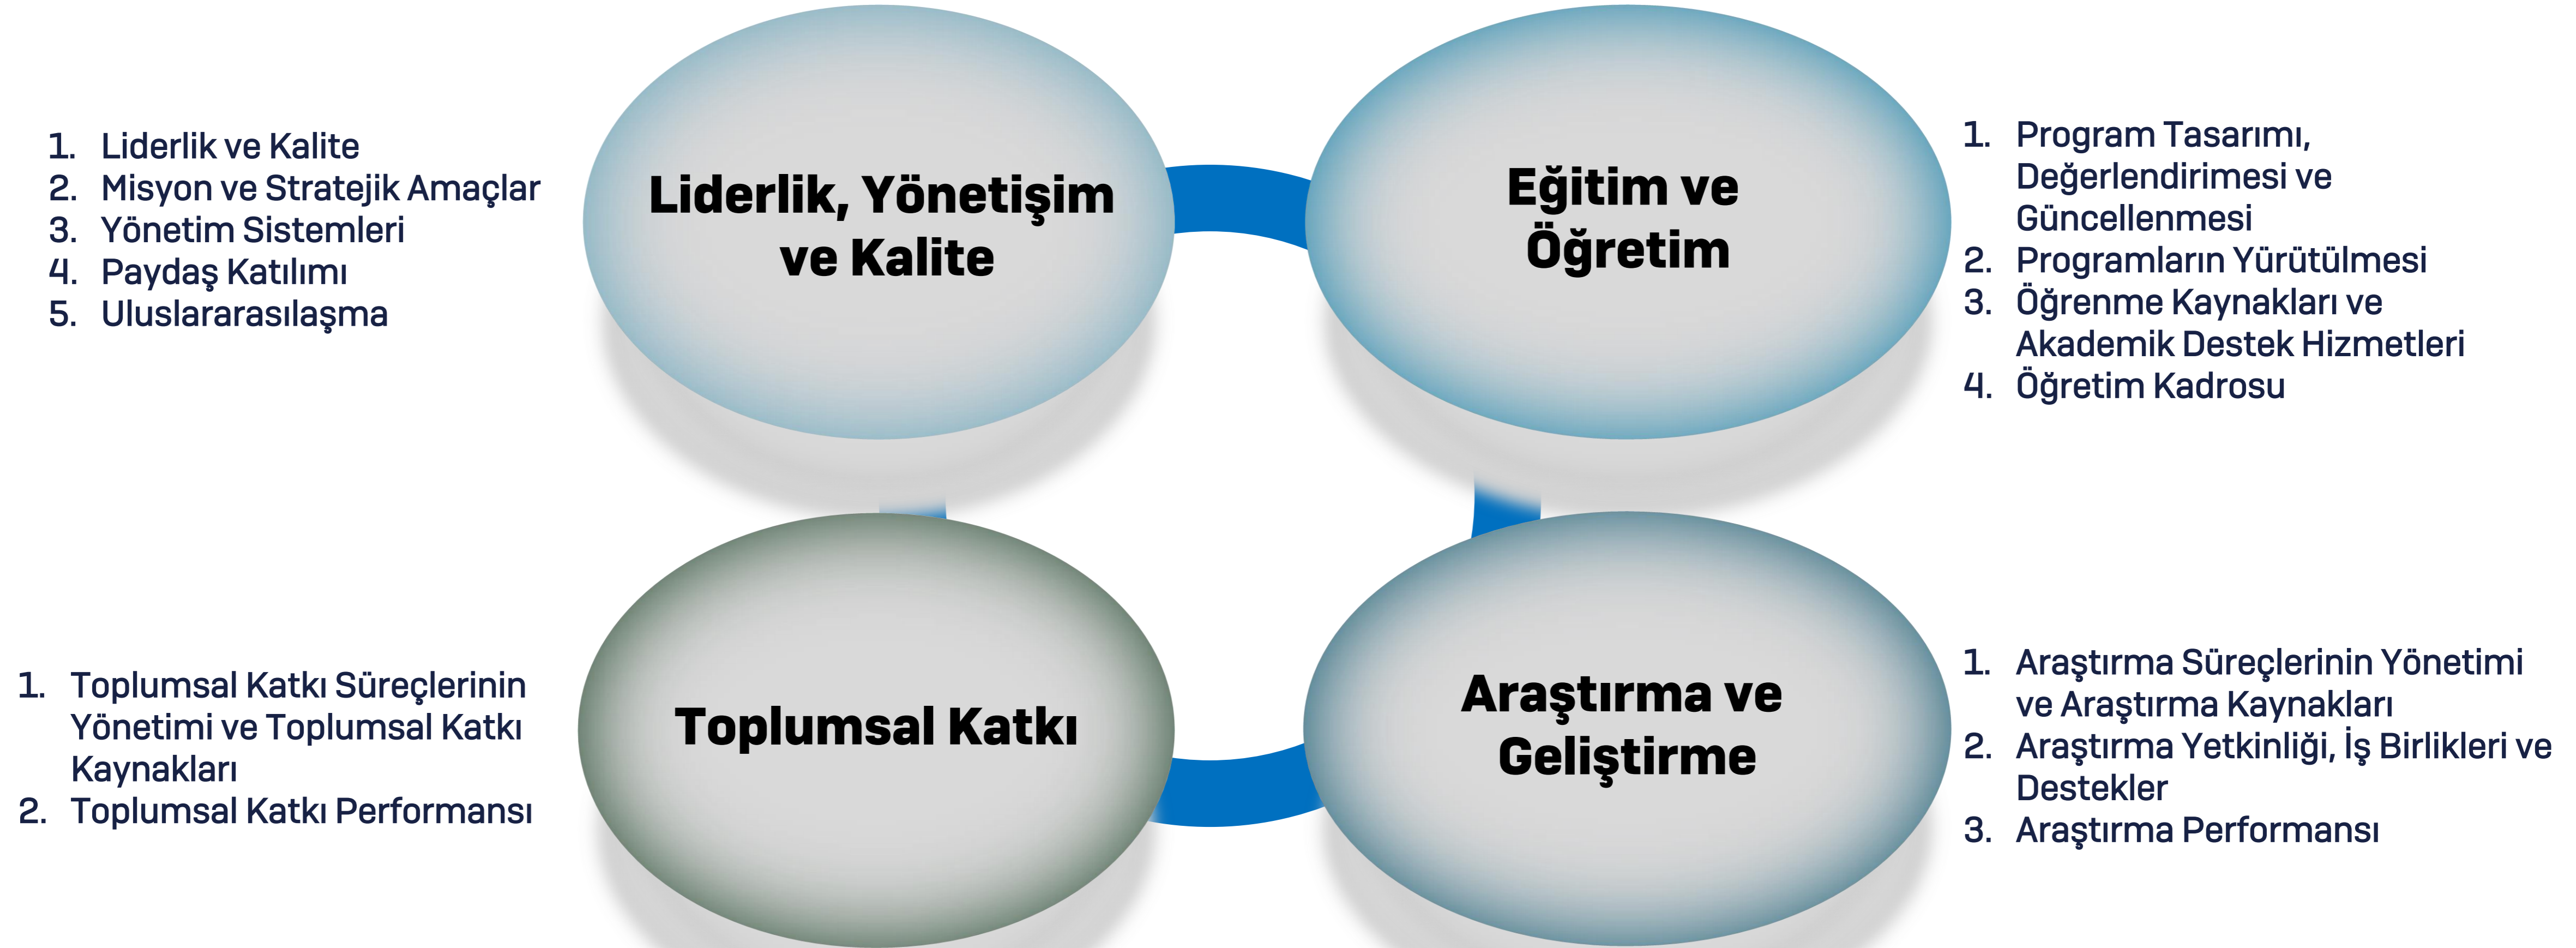 1. Liderlik ve Kalite
2. Misyon ve Stratejik Amaçlar
3. Yönetim Sistemleri
4. Paydaş Katılımı
5. Uluslararasılaşma
Liderlik, Yönetişim
ve Kalite
Eğitim ve
Öğretim
1. Program Tasarımı,
Değerlendirimesi ve
Güncellenmesi
2. Programların Yürütülmesi
3. Öğrenme Kaynakları ve
Akademik Destek Hizmetleri
4. Öğretim Kadrosu
1. Toplumsal Katkı Süreçlerinin
Yönetimi ve Toplumsal Katkı
Kaynakları
2. Toplumsal Katkı Performansı
Toplumsal Katkı
Araştırma ve
Geliştirme
1. Araştırma Süreçlerinin Yönetimi
ve Araştırma Kaynakları
2. Araştırma Yetkinliği, İş Birlikleri ve
Destekler
3. Araştırma Performansı